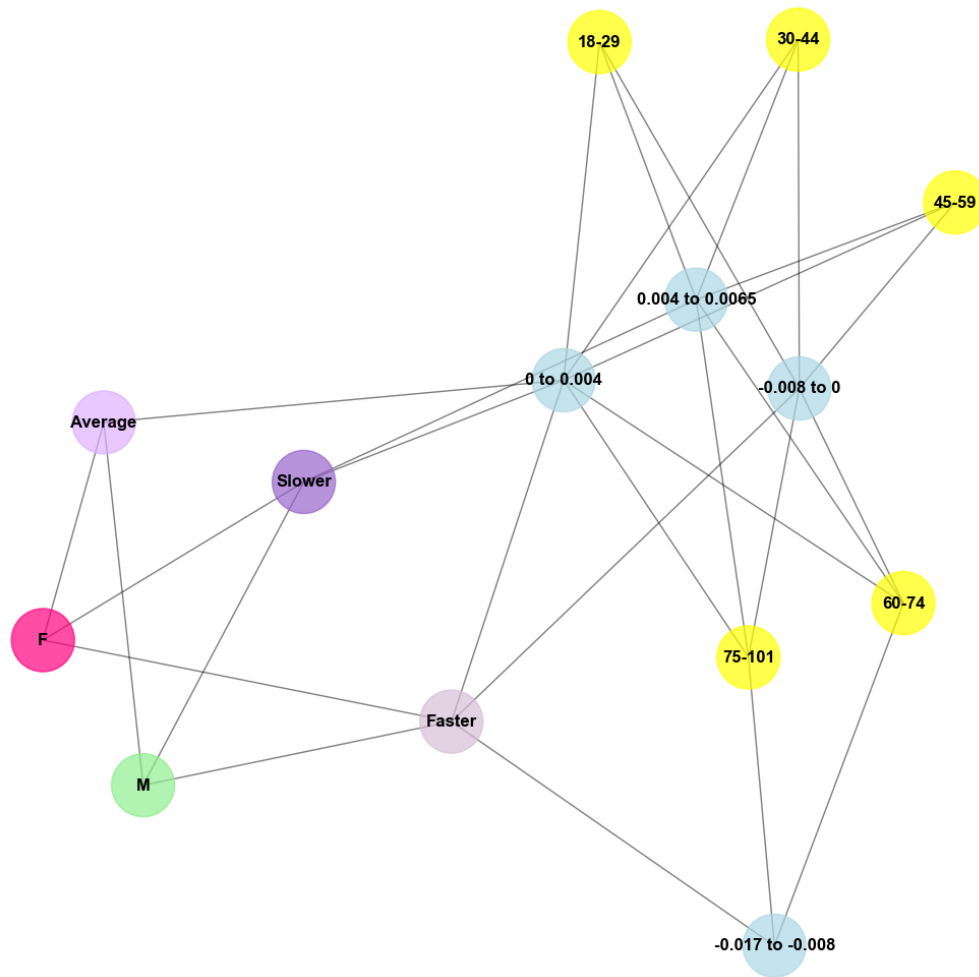 18-29
30-44
45-59
0.004 to 0.0065
0 to 0.004
-0.008 to 0
Average
Slower
60-74
F
75-101
Faster
M
-0.017 to -0.008